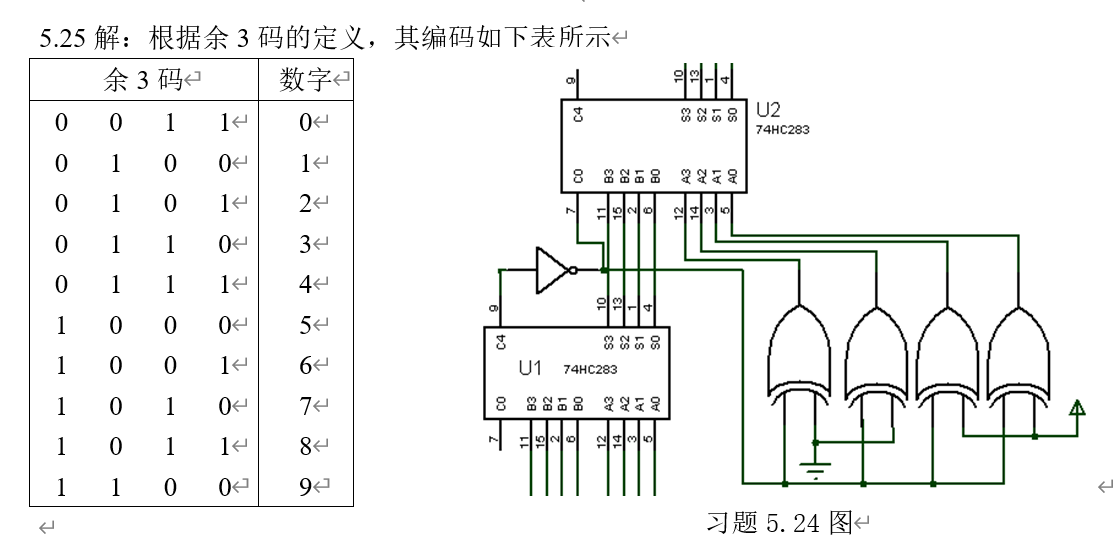 5.25 解：根据余 3 码的定义，其编码如下表所示↵
余 3 码↵ 数字↵
0 0 1 1↵ 0↵
0 1 0 0↵ 1↵
0 1 0 1↵ 2↵
0 1 1 0↵ 3↵
0 1 1 1↵ 4↵
1 0 0 0↵ 5↵
1 0 0 1↵ 6↵
1 0 1 0↵ 7↵
1 0 1 1↵ 8↵
1 1 0 0↵ 9↵
↵
9 10 13 1 4
C4 S3 S2 S1 S0
U2
74HC283
C0 B3 B2 B1 B0 A3 A2 A1 A0
7 11 15 2 6 12 14 3 5
9 10 13 1 4
C4 S3 S2 S1 S0
U1 74HC283
C0 B3 B2 B1 B0 A3 A2 A1 A0
7 11 15 2 6 12 14 3 5
↵
习题 5.24 图↵